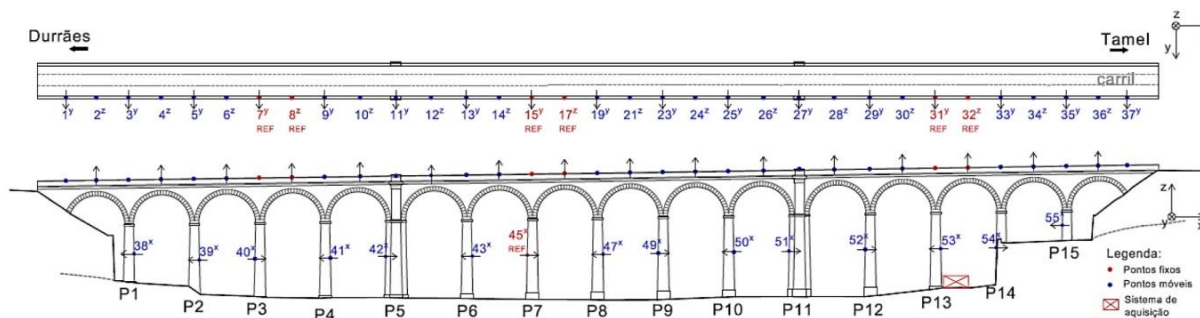 Durrães
Tamel
z
y
x
carril
1y 2z 3y 4z 5y 6z 7y 8z 9y 10z 11y 12z 13y 14z 15y 17z 19y 21z 23y 25z 26z 27y 28z 29y 30z 31y 32z 33y 34z 35y 36z 37y
REF REF REF REF REF REF
38x 39x 40x 41x 42x 43x 45x 47x 49x 50x 51x 52x 53x 54x 55x
REF
z
y
x
P1 P2 P3 P4 P5 P6 P7 P8 P9 P10 P11 P12 P13 P14 P15
Legenda:
Pontos fixos
Pontos móveis
Sistema de
aquisição